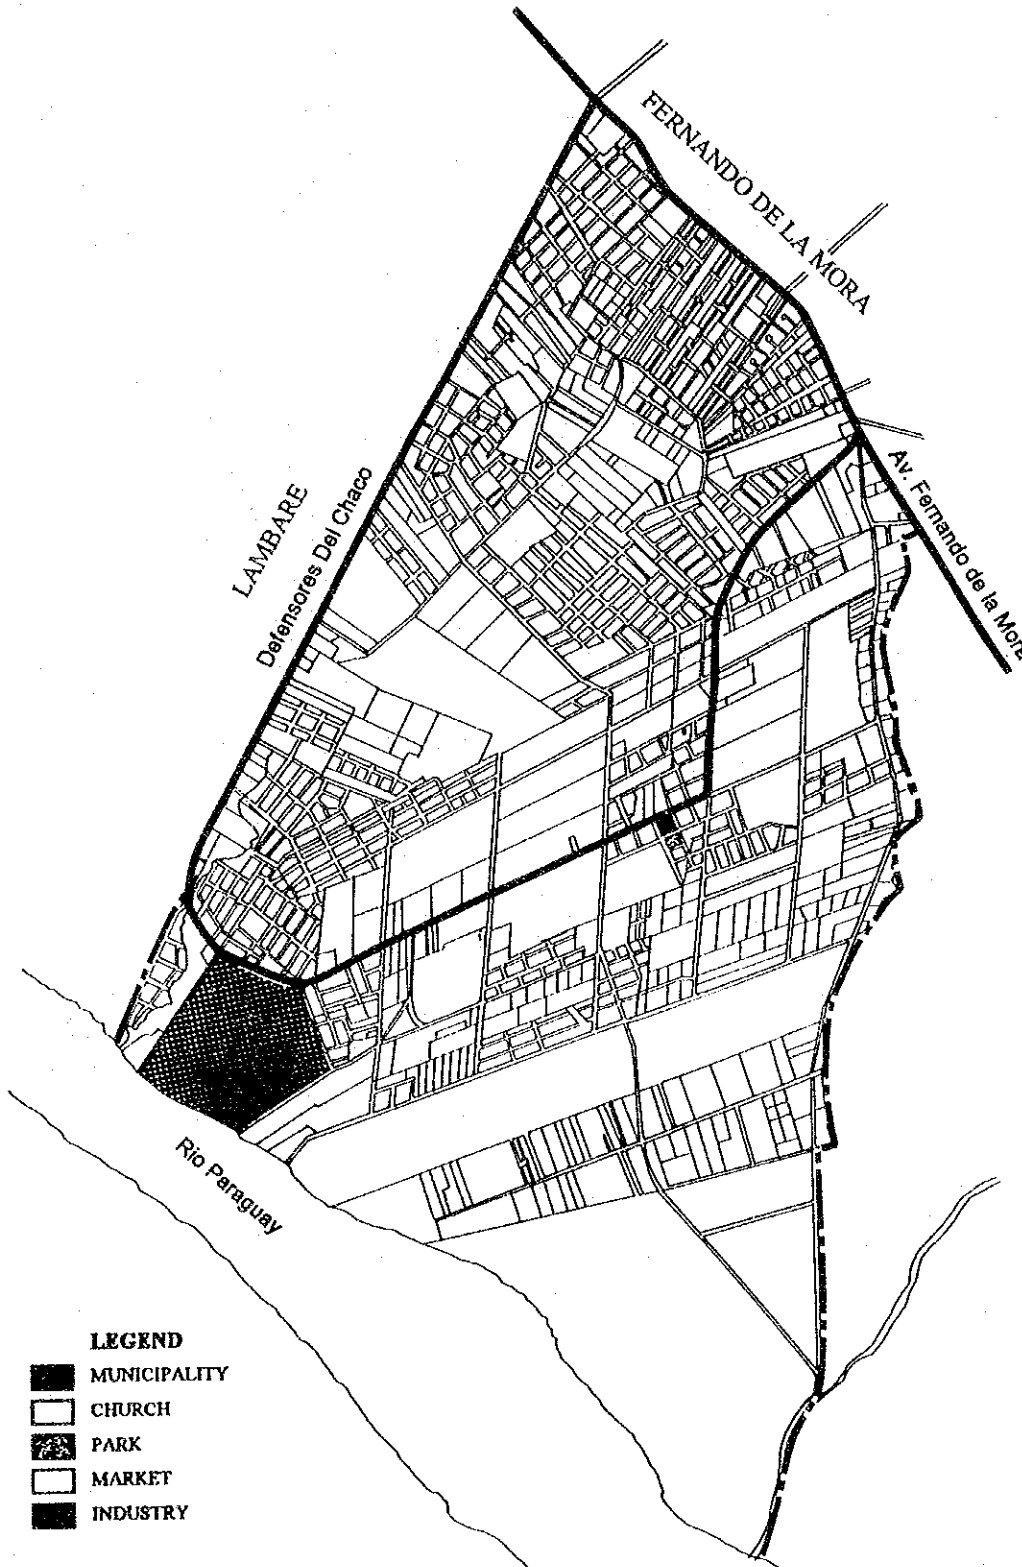 FERNANDO DE LA MORA
LAMBARE
Defensores Del Chaco
Av. Fernando de la Mora
Rio Paraguay
LEGEND
MUNICIPALITY
CHURCH
PARK
MARKET
INDUSTRY